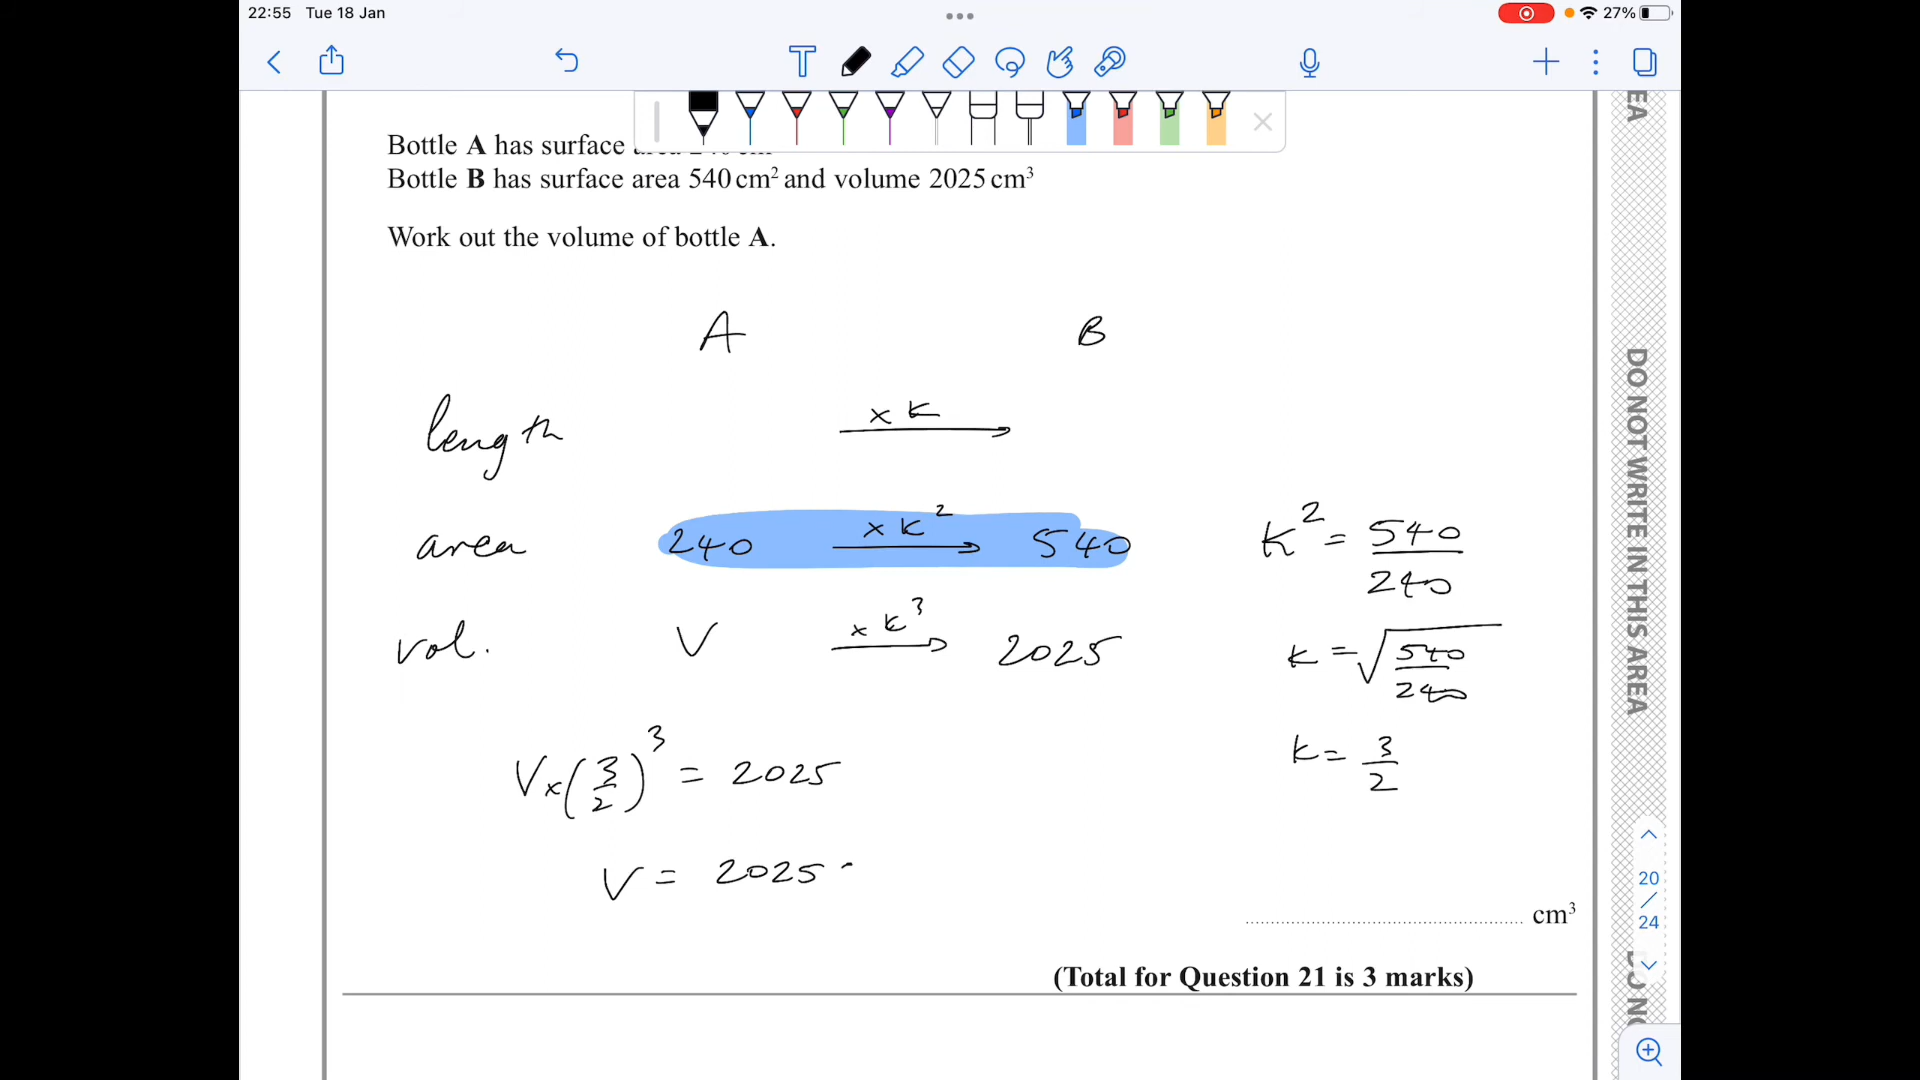 22:55 Tue 18 Jan
27%
Bottle A has surface
Bottle B has surface area 540 cm² and volume 2025 cm³
Work out the volume of bottle A.
A B
length × k
area 240 × k² 540
vol. V × k³ 2025
k² = 540/240
k = √(540/240)
k = 3/2
V × (3/2)³ = 2025
V = 2025
cm³
(Total for Question 21 is 3 marks)
EA
DO NOT WRITE IN THIS AREA
20 / 24